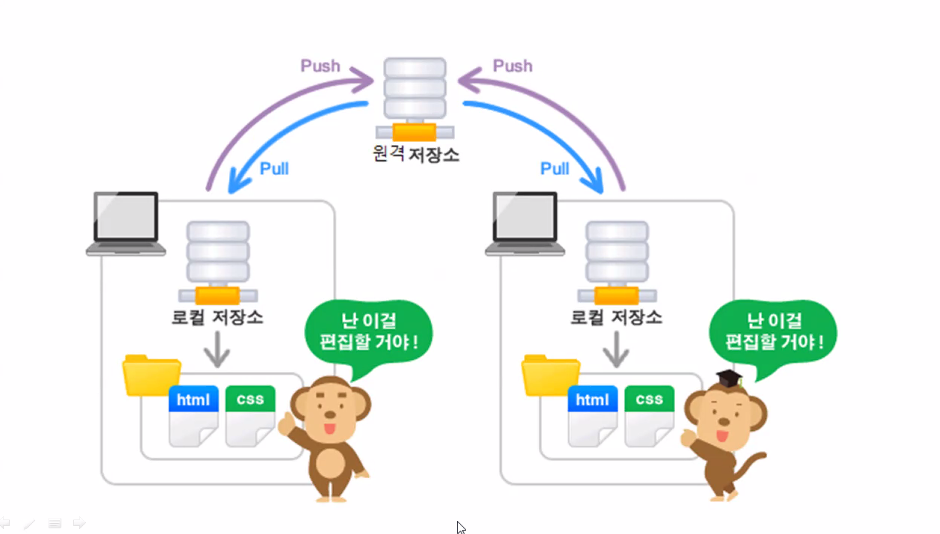 Push
Push
원격 저장소
Pull
Pull
로컬 저장소
로컬 저장소
난 이걸
편집할 거야 !
난 이걸
편집할 거야 !
html
css
html
css